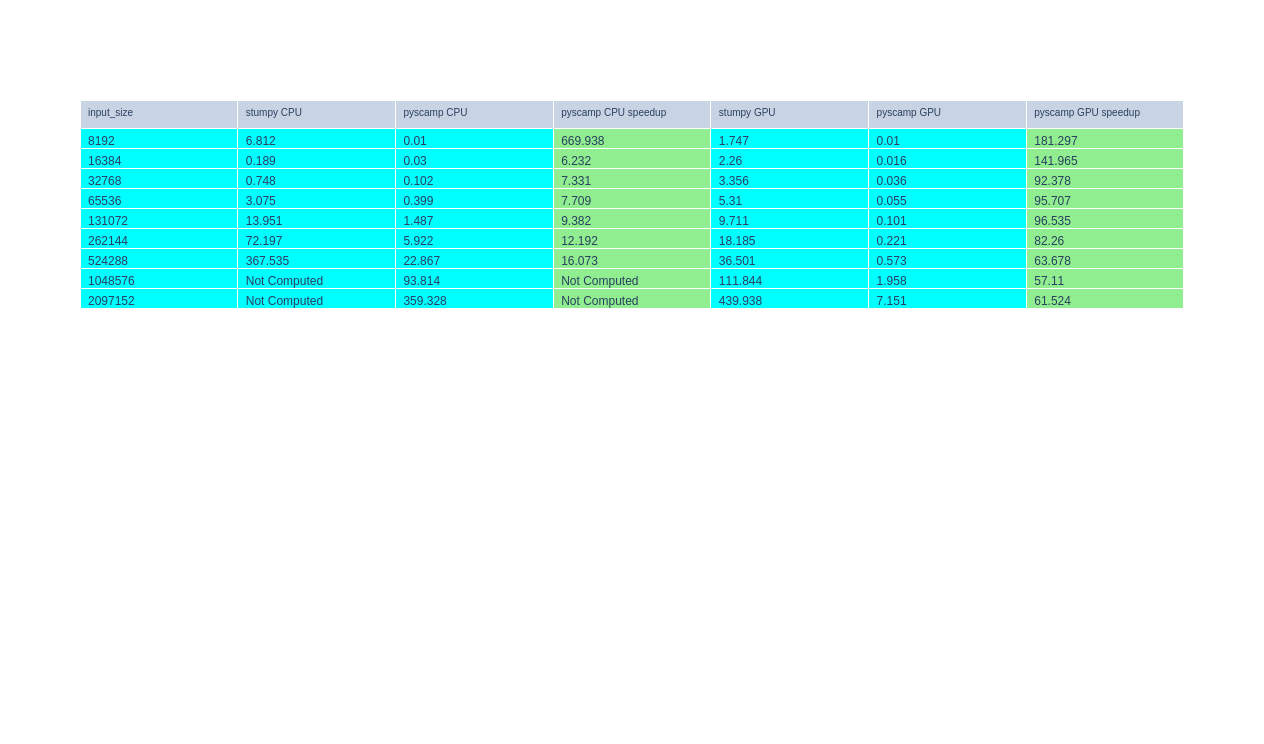 input_size stumpy CPU pyscamp CPU pyscamp CPU speedup stumpy GPU pyscamp GPU pyscamp GPU speedup
8192 6.812 0.01 669.938 1.747 0.01 181.297
16384 0.189 0.03 6.232 2.26 0.016 141.965
32768 0.748 0.102 7.331 3.356 0.036 92.378
65536 3.075 0.399 7.709 5.31 0.055 95.707
131072 13.951 1.487 9.382 9.711 0.101 96.535
262144 72.197 5.922 12.192 18.185 0.221 82.26
524288 367.535 22.867 16.073 36.501 0.573 63.678
1048576 Not Computed 93.814 Not Computed 111.844 1.958 57.11
2097152 Not Computed 359.328 Not Computed 439.938 7.151 61.524